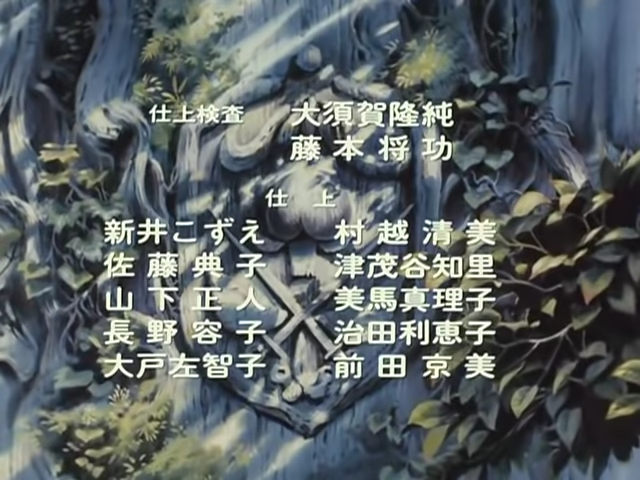 仕上検査 大須賀隆純
藤本将功
仕上
新井こずえ 村越清美
佐藤典子 津茂谷知里
山下正人 美馬真理子
長野容子 治田利恵子
大戸左智子 前田京美